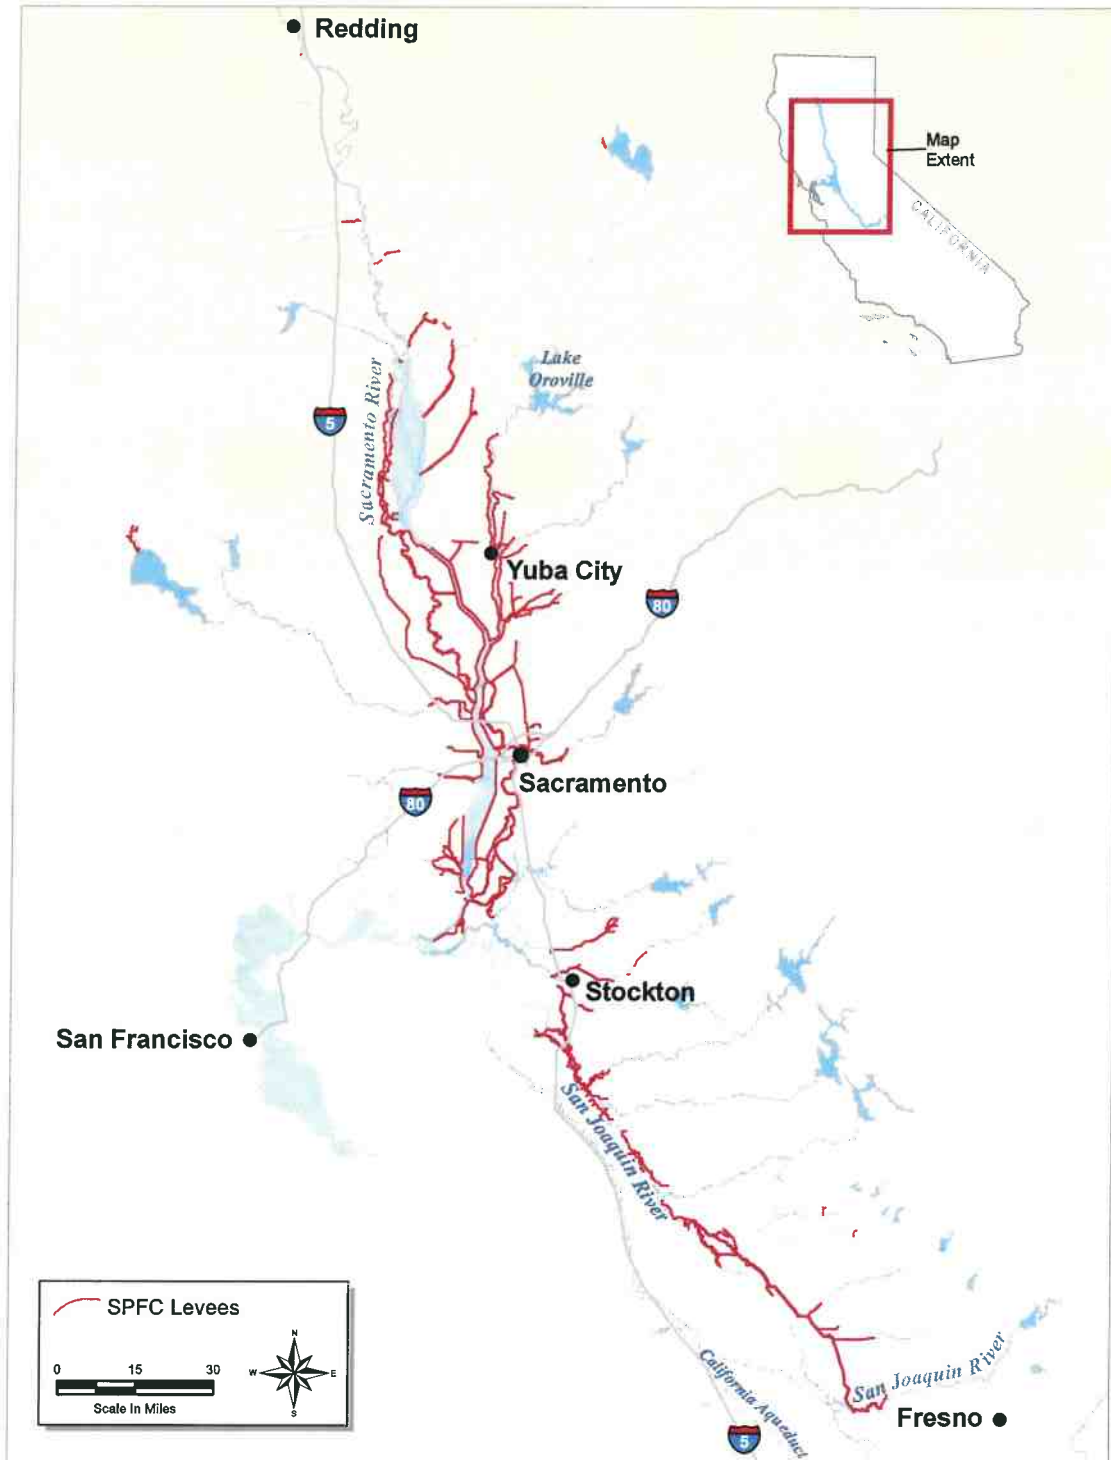 Redding
Map
Extent
CALIFORNIA
Lake
Oroville
Sacramento River
5
Yuba City
80
Sacramento
80
Stockton
San Francisco
San Joaquin River
SPFC Levees
N
0 15 30
W E
Scale In Miles
S
San Joaquin River
California Aqueduct
Fresno
5